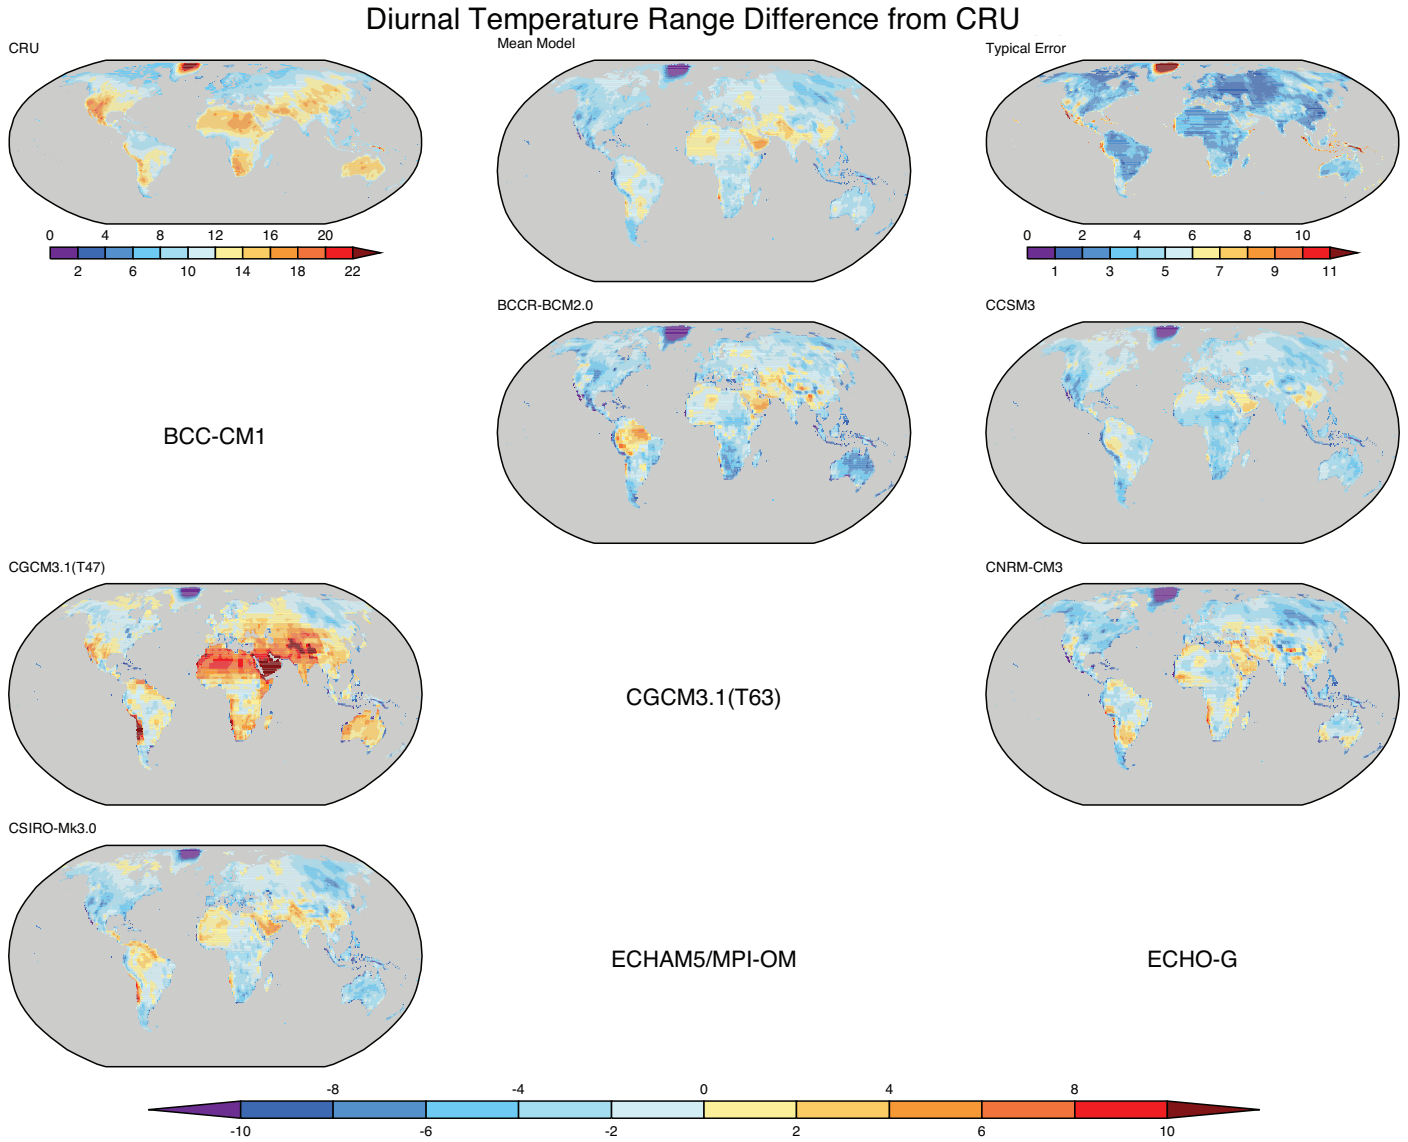 Diurnal Temperature Range Difference from CRU
CRU
Mean Model
Typical Error
0 4 8 12 16 20
2 6 10 14 18 22
0 2 4 6 8 10
1 3 5 7 9 11
BCCR-BCM2.0
CCSM3
BCC-CM1
CGCM3.1(T47)
CNRM-CM3
CGCM3.1(T63)
CSIRO-Mk3.0
ECHAM5/MPI-OM
ECHO-G
-8 -4 0 4 8
-10 -6 -2 2 6 10